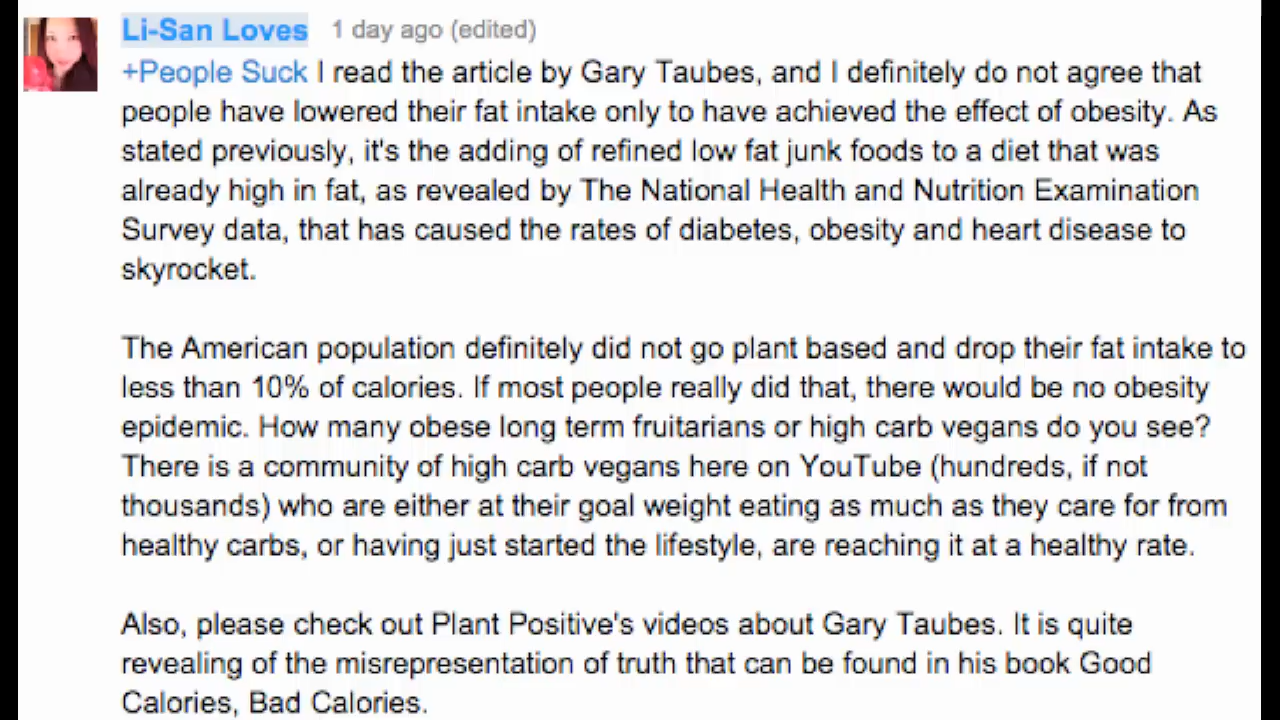 Li-San Loves 1 day ago (edited)
+People Suck I read the article by Gary Taubes, and I definitely do not agree that
people have lowered their fat intake only to have achieved the effect of obesity. As
stated previously, it's the adding of refined low fat junk foods to a diet that was
already high in fat, as revealed by The National Health and Nutrition Examination
Survey data, that has caused the rates of diabetes, obesity and heart disease to
skyrocket.
The American population definitely did not go plant based and drop their fat intake to
less than 10% of calories. If most people really did that, there would be no obesity
epidemic. How many obese long term fruitarians or high carb vegans do you see?
There is a community of high carb vegans here on YouTube (hundreds, if not
thousands) who are either at their goal weight eating as much as they care for from
healthy carbs, or having just started the lifestyle, are reaching it at a healthy rate.
Also, please check out Plant Positive's videos about Gary Taubes. It is quite
revealing of the misrepresentation of truth that can be found in his book Good
Calories, Bad Calories.